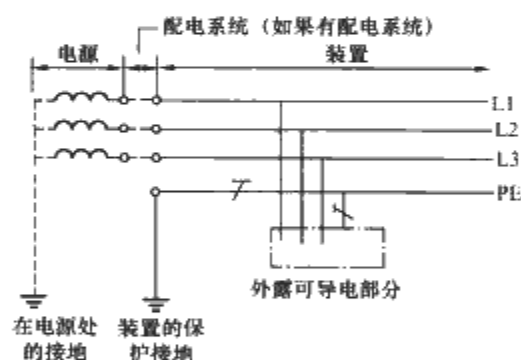 配电系统（如果有配电系统）
电源
装置
L1
L2
L3
PE
外露可导电部分
在电源处
的接地
装置的保
护接地